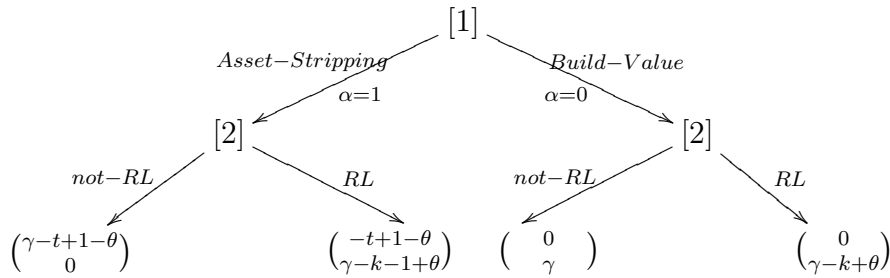 [1]
Asset−Stripping Build−Value
α=1 α=0
[2] [2]
not−RL RL not−RL RL
(γ−t+1−θ (−t+1−θ (0 (0
0) γ−k−1+θ) γ) γ−k+θ)